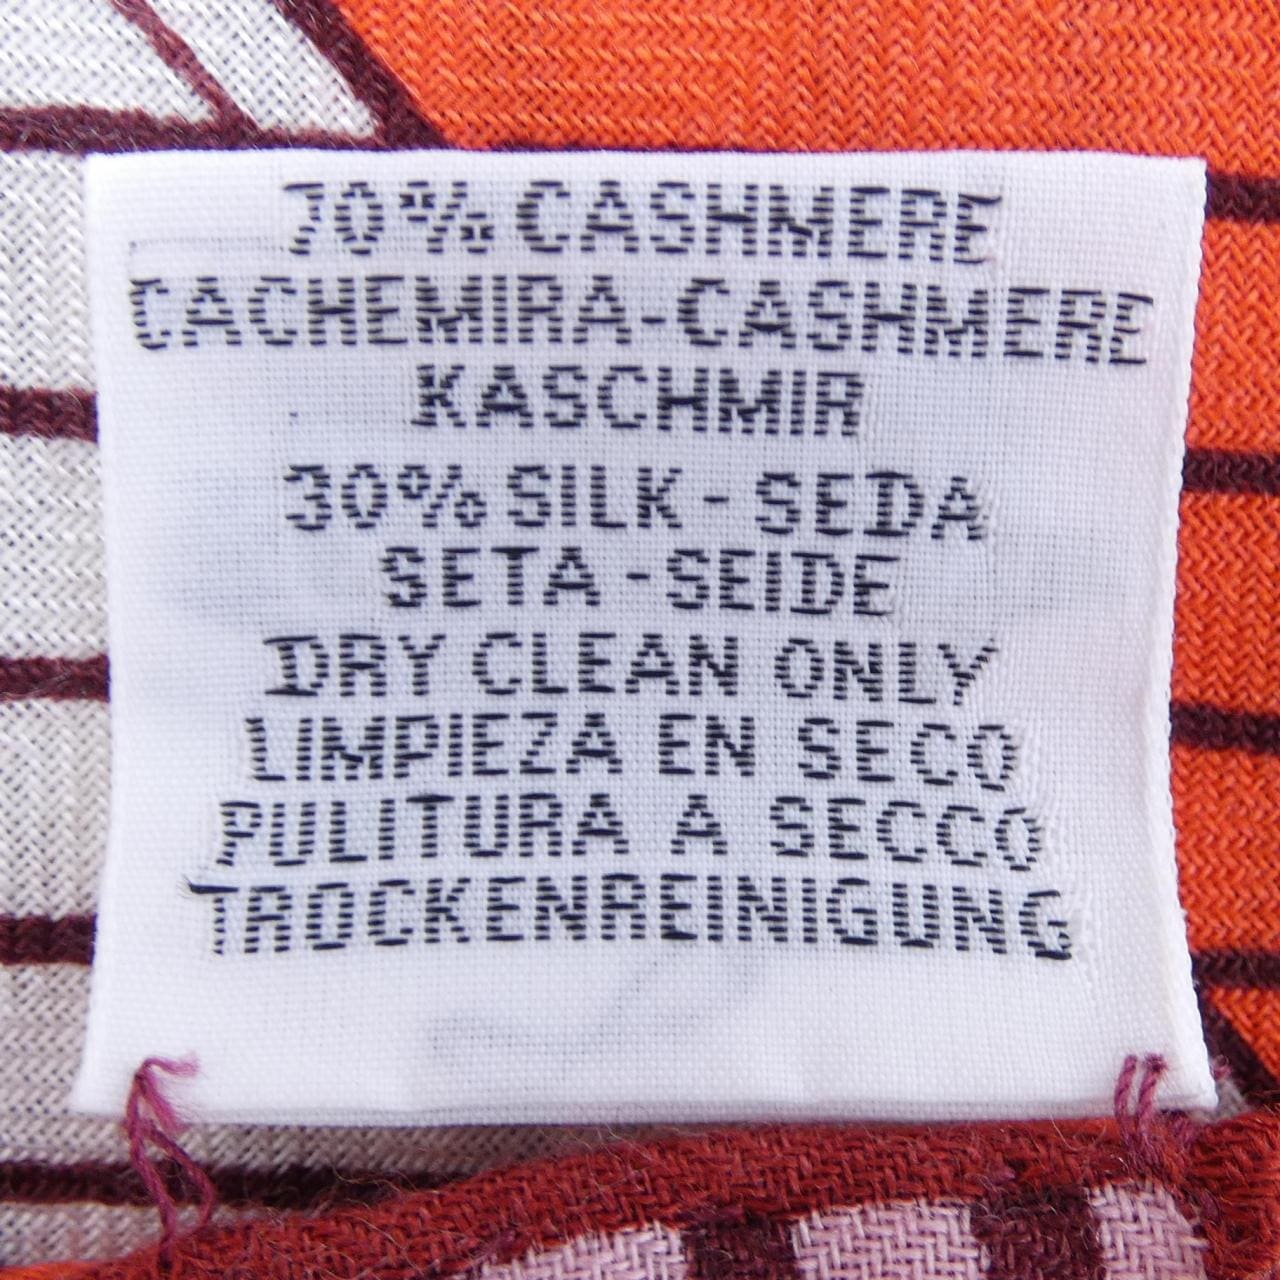 70% CASHMERE
CACHEMIRA-CASHMERE
KASCHMIR
30% SILK - SEDA
SETA - SEIDE
DRY CLEAN ONLY
LIMPIEZA EN SECO
PULITURA A SECCO
TROCKENREINIGUNG